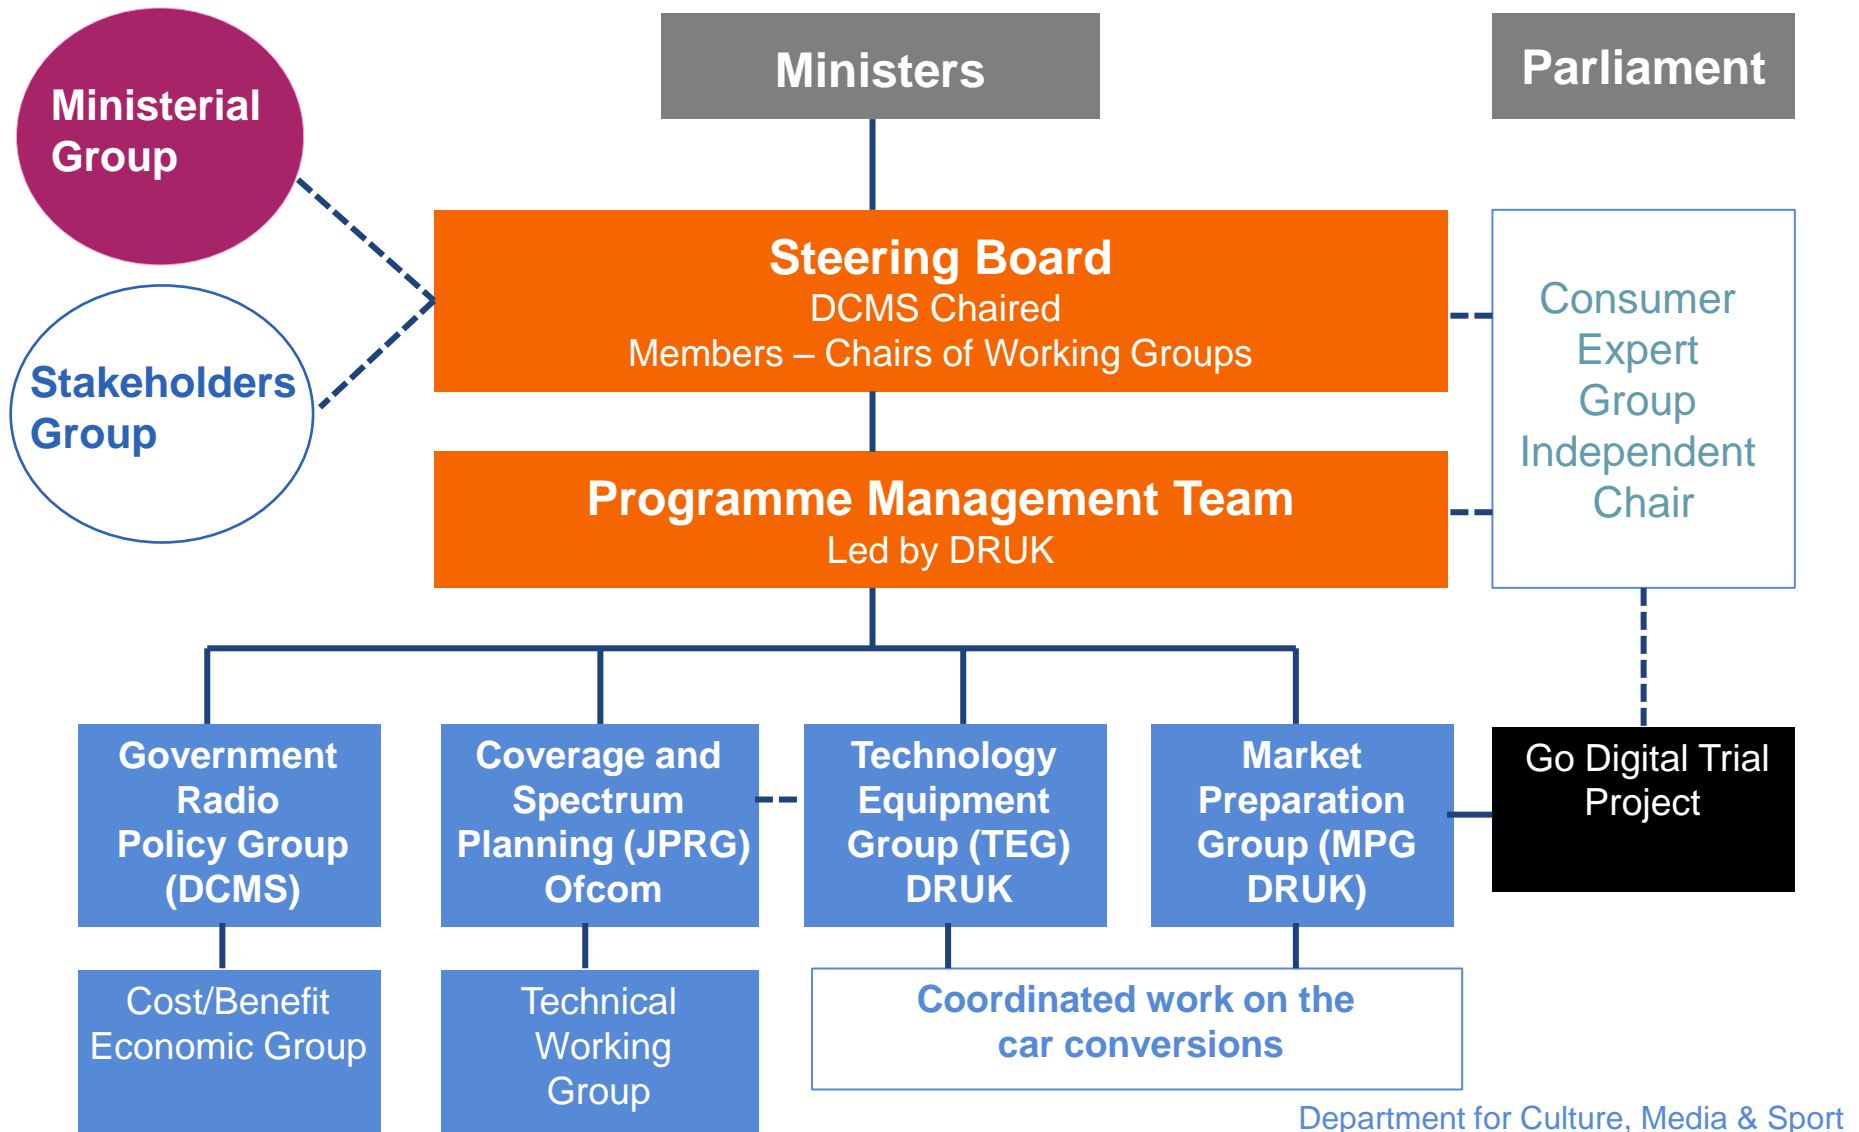 Ministerial
Group
Ministers
Parliament
Stakeholders
Group
Steering Board
DCMS Chaired
Members – Chairs of Working Groups
Consumer
Expert
Group
Independent
Chair
Programme Management Team
Led by DRUK
Government
Radio
Policy Group
(DCMS)
Coverage and
Spectrum
Planning (JPRG)
Ofcom
Technology
Equipment
Group (TEG)
DRUK
Market
Preparation
Group (MPG
DRUK)
Go Digital Trial
Project
Cost/Benefit
Economic Group
Technical
Working
Group
Coordinated work on the
car conversions
Department for Culture, Media & Sport